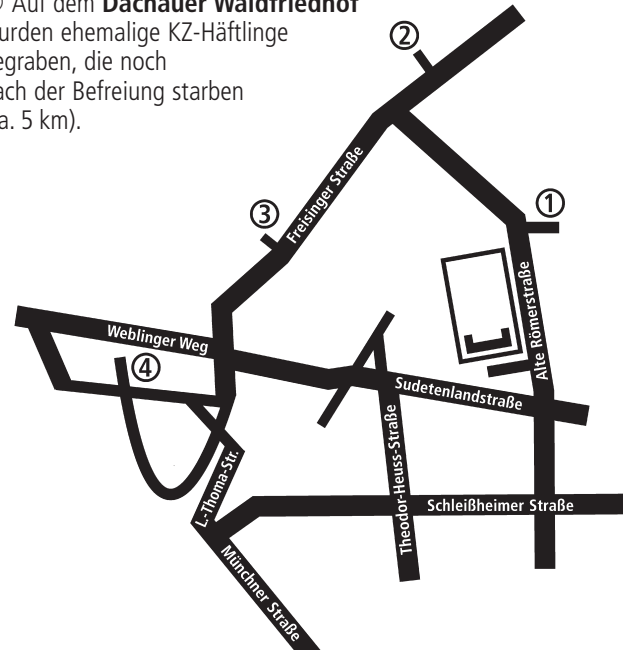 Auf dem Dachauer Waldfriedhof
urden ehemalige KZ-Häftlinge
egraben, die noch
ach der Befreiung starben
a. 5 km).
②
①
③
Freisinger Straße
Alte Römerstraße
Weblinger Weg
④
Sudetenlandstraße
Theodor-Heuss-Straße
L.-Thoma-Str.
Schleißheimer Straße
Münchner Straße